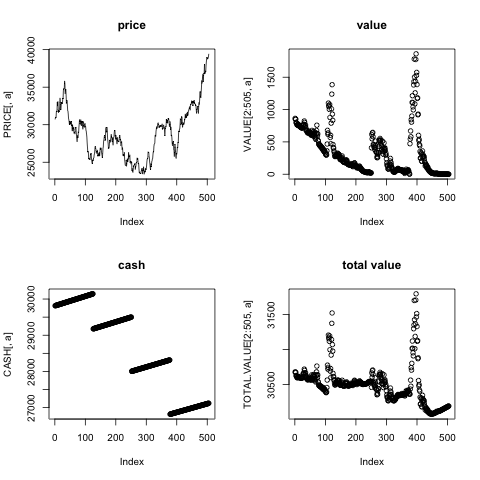 price
PRICE[, a]
25000 30000 35000 40000
0 100 200 300 400 500
Index
value
VALUE[2:505, a]
0 500 1000 1500
0 100 200 300 400 500
Index
cash
CASH[, a]
27000 28000 29000 30000
0 100 200 300 400 500
Index
total value
TOTAL.VALUE[2:505, a]
30500 31500
0 100 200 300 400 500
Index